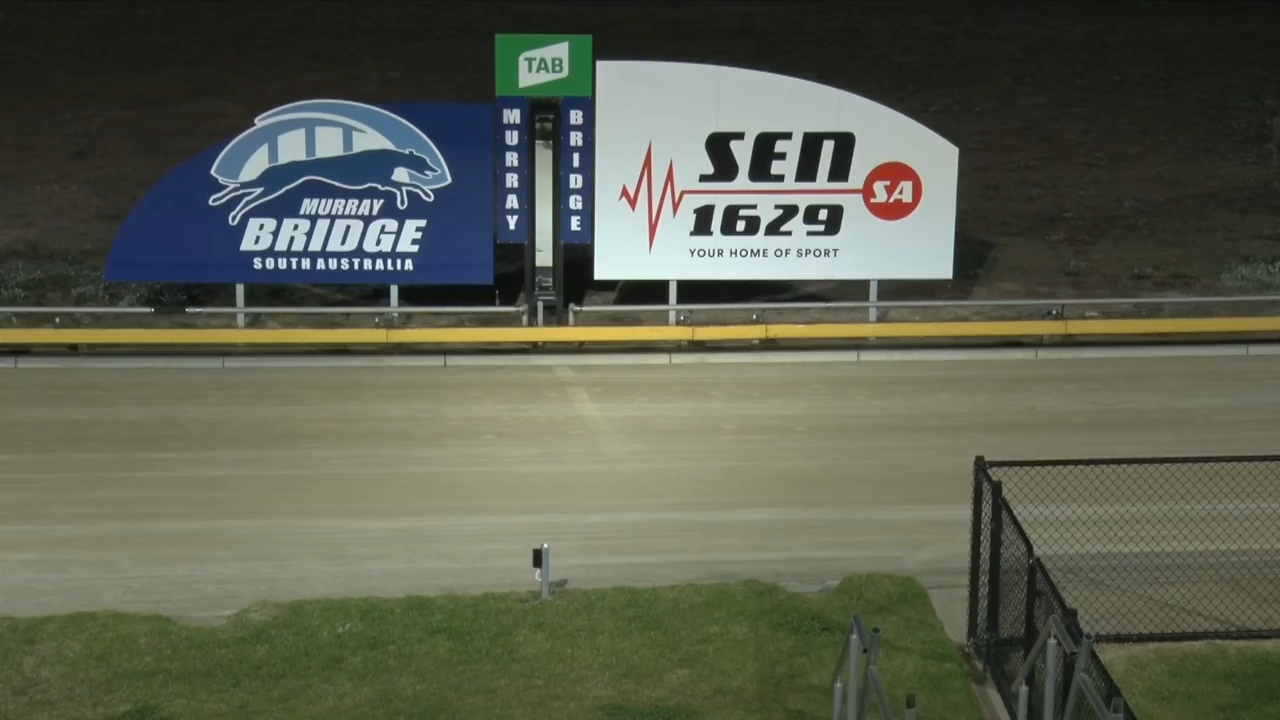 TAB
MURRAY
BRIDGE
MURRAY
BRIDGE
SOUTH AUSTRALIA
SEN
SA
1629
YOUR HOME OF SPORT